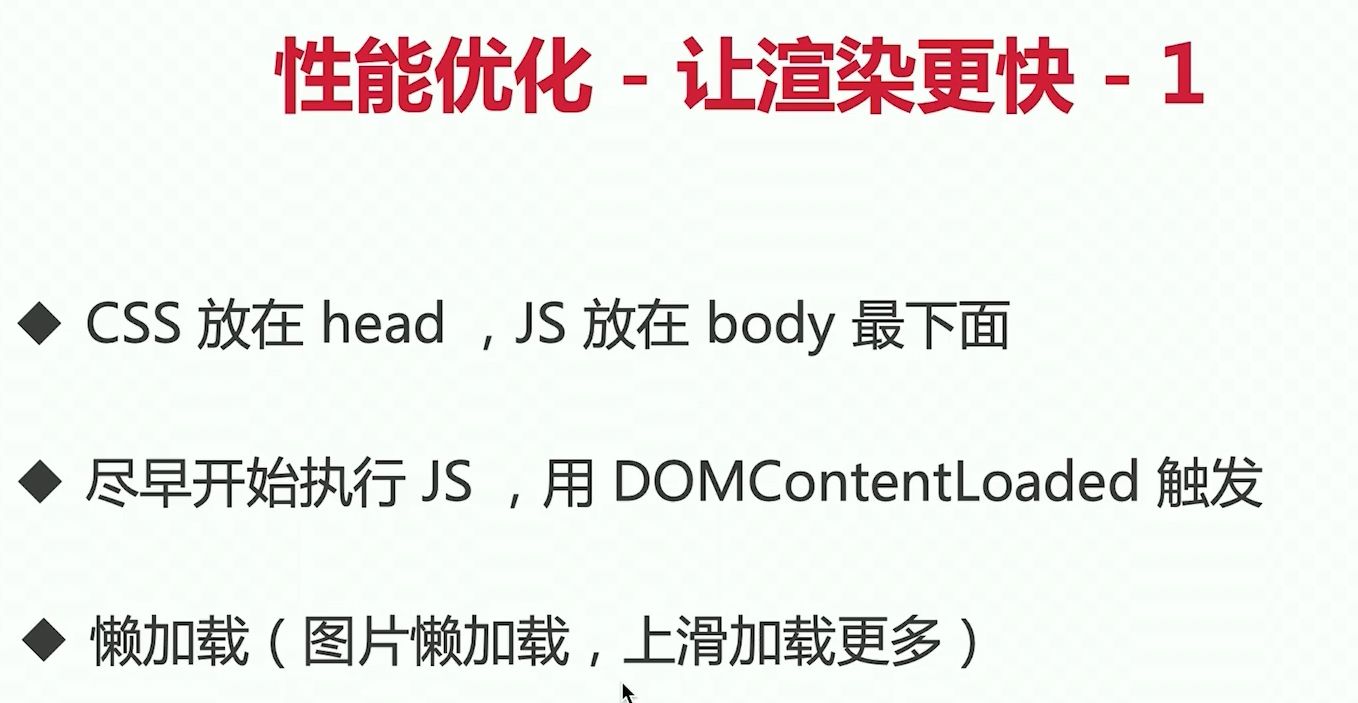 性能优化 - 让渲染更快 - 1
◆ CSS 放在 head ，JS 放在 body 最下面
◆ 尽早开始执行 JS ，用 DOMContentLoaded 触发
◆ 懒加载（图片懒加载，上滑加载更多）